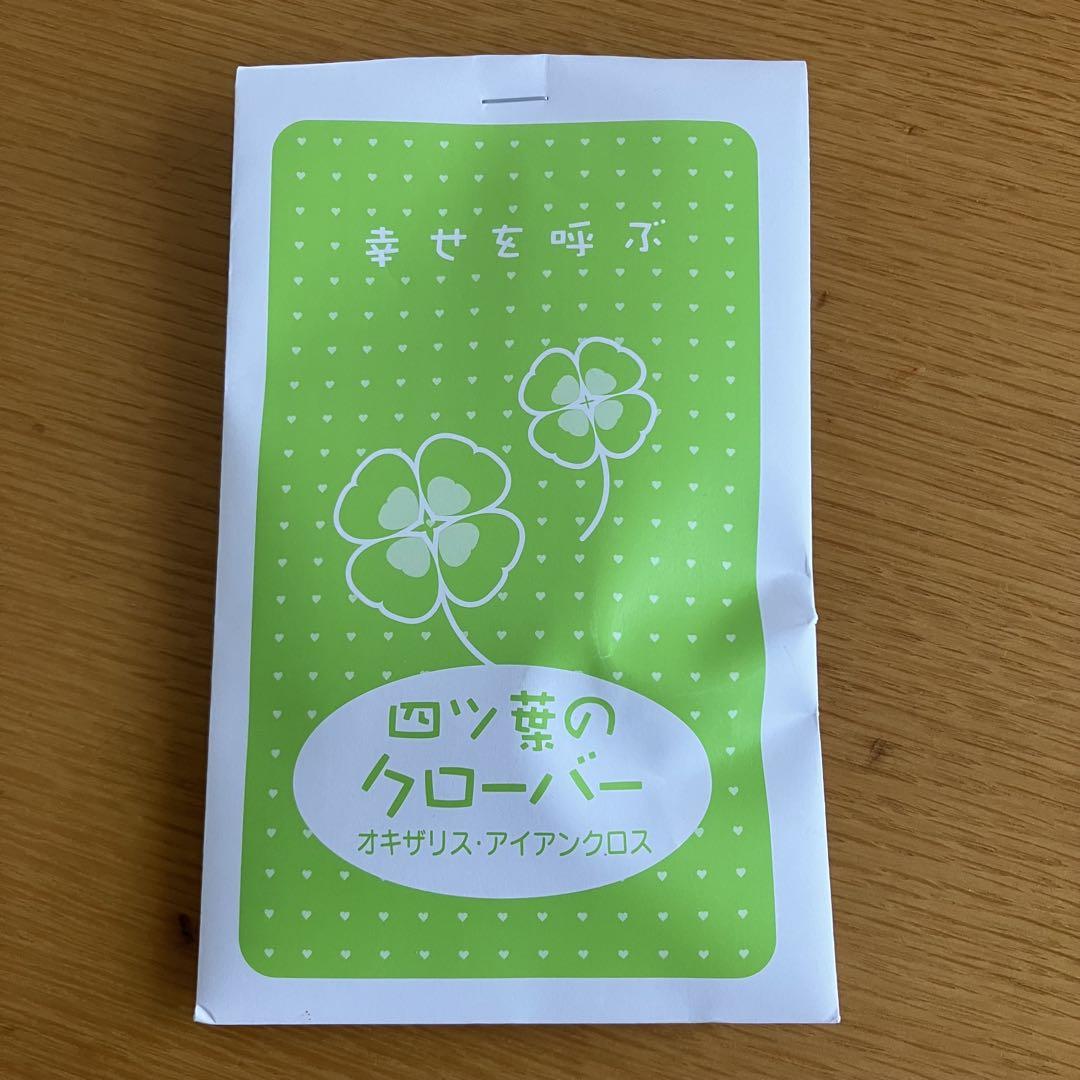 幸せを呼ぶ
四ツ葉の
クローバー
オキザリス・アイアンクロス